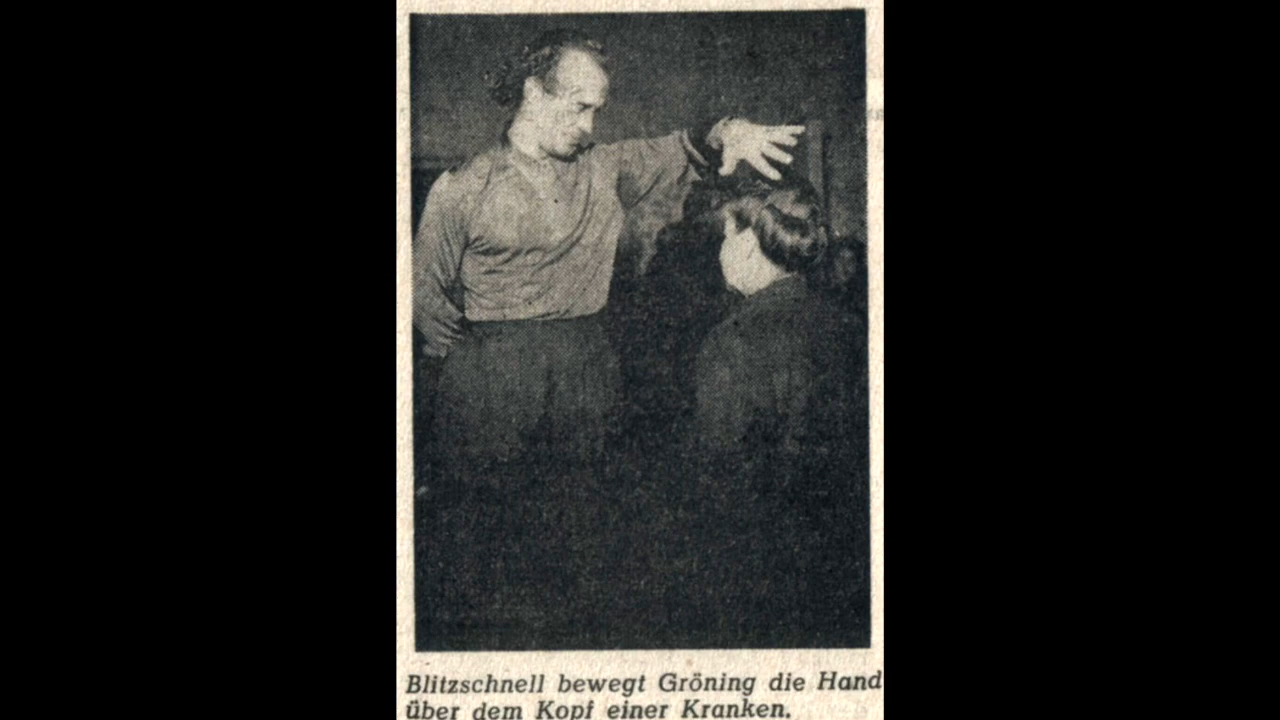 Blitzschnell bewegt Gröning die Hand
über dem Kopf einer Kranken.